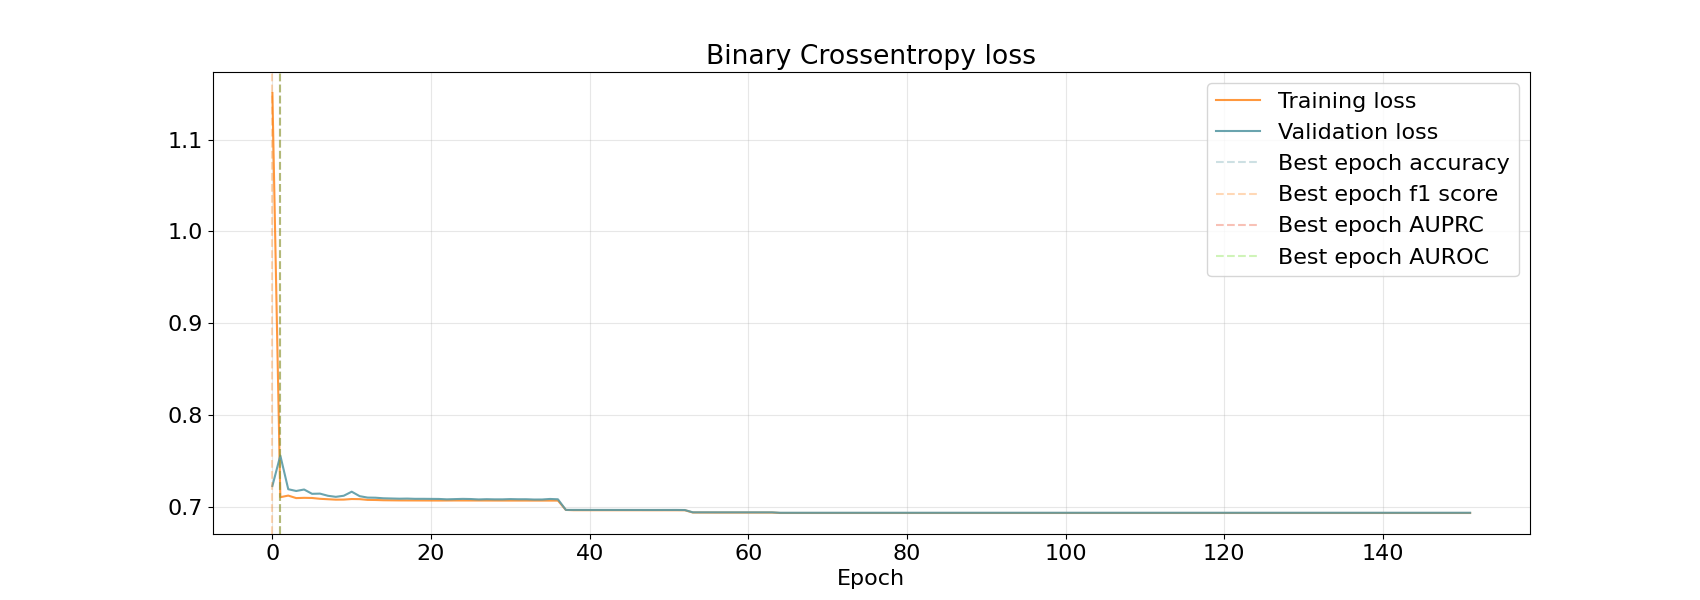 Binary Crossentropy loss
Training loss
Validation loss
Best epoch accuracy
Best epoch f1 score
Best epoch AUPRC
Best epoch AUROC
1.1
1.0
0.9
0.8
0.7
0 20 40 60 80 100 120 140
Epoch